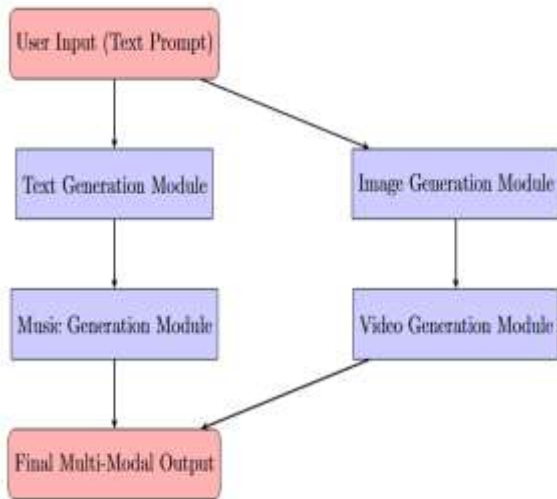 User Input (Text Prompt)
Text Generation Module
Image Generation Module
Music Generation Module
Video Generation Module
Final Multi-Modal Output